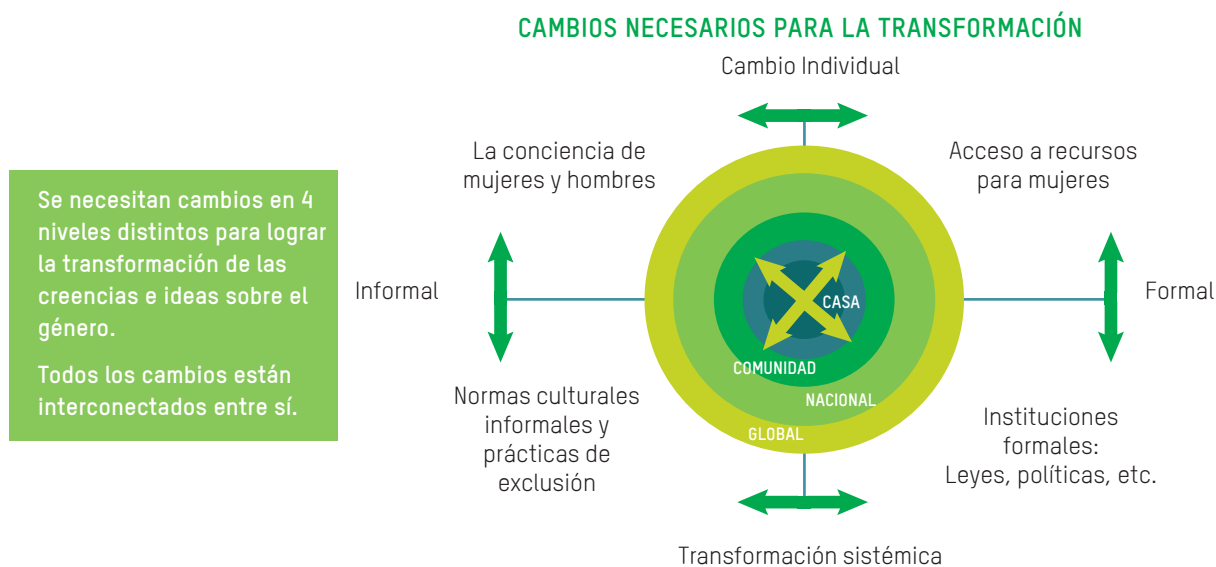 CAMBIOS NECESARIOS PARA LA TRANSFORMACIÓN
Cambio Individual
La conciencia de
mujeres y hombres
Acceso a recursos
para mujeres
Se necesitan cambios en 4
niveles distintos para lograr
la transformación de las
creencias e ideas sobre el
género.
Todos los cambios están
interconectados entre sí.
Informal
CASA
COMUNIDAD
NACIONAL
GLOBAL
Formal
Normas culturales
informales y
prácticas de
exclusión
Instituciones
formales:
Leyes, políticas, etc.
Transformación sistémica